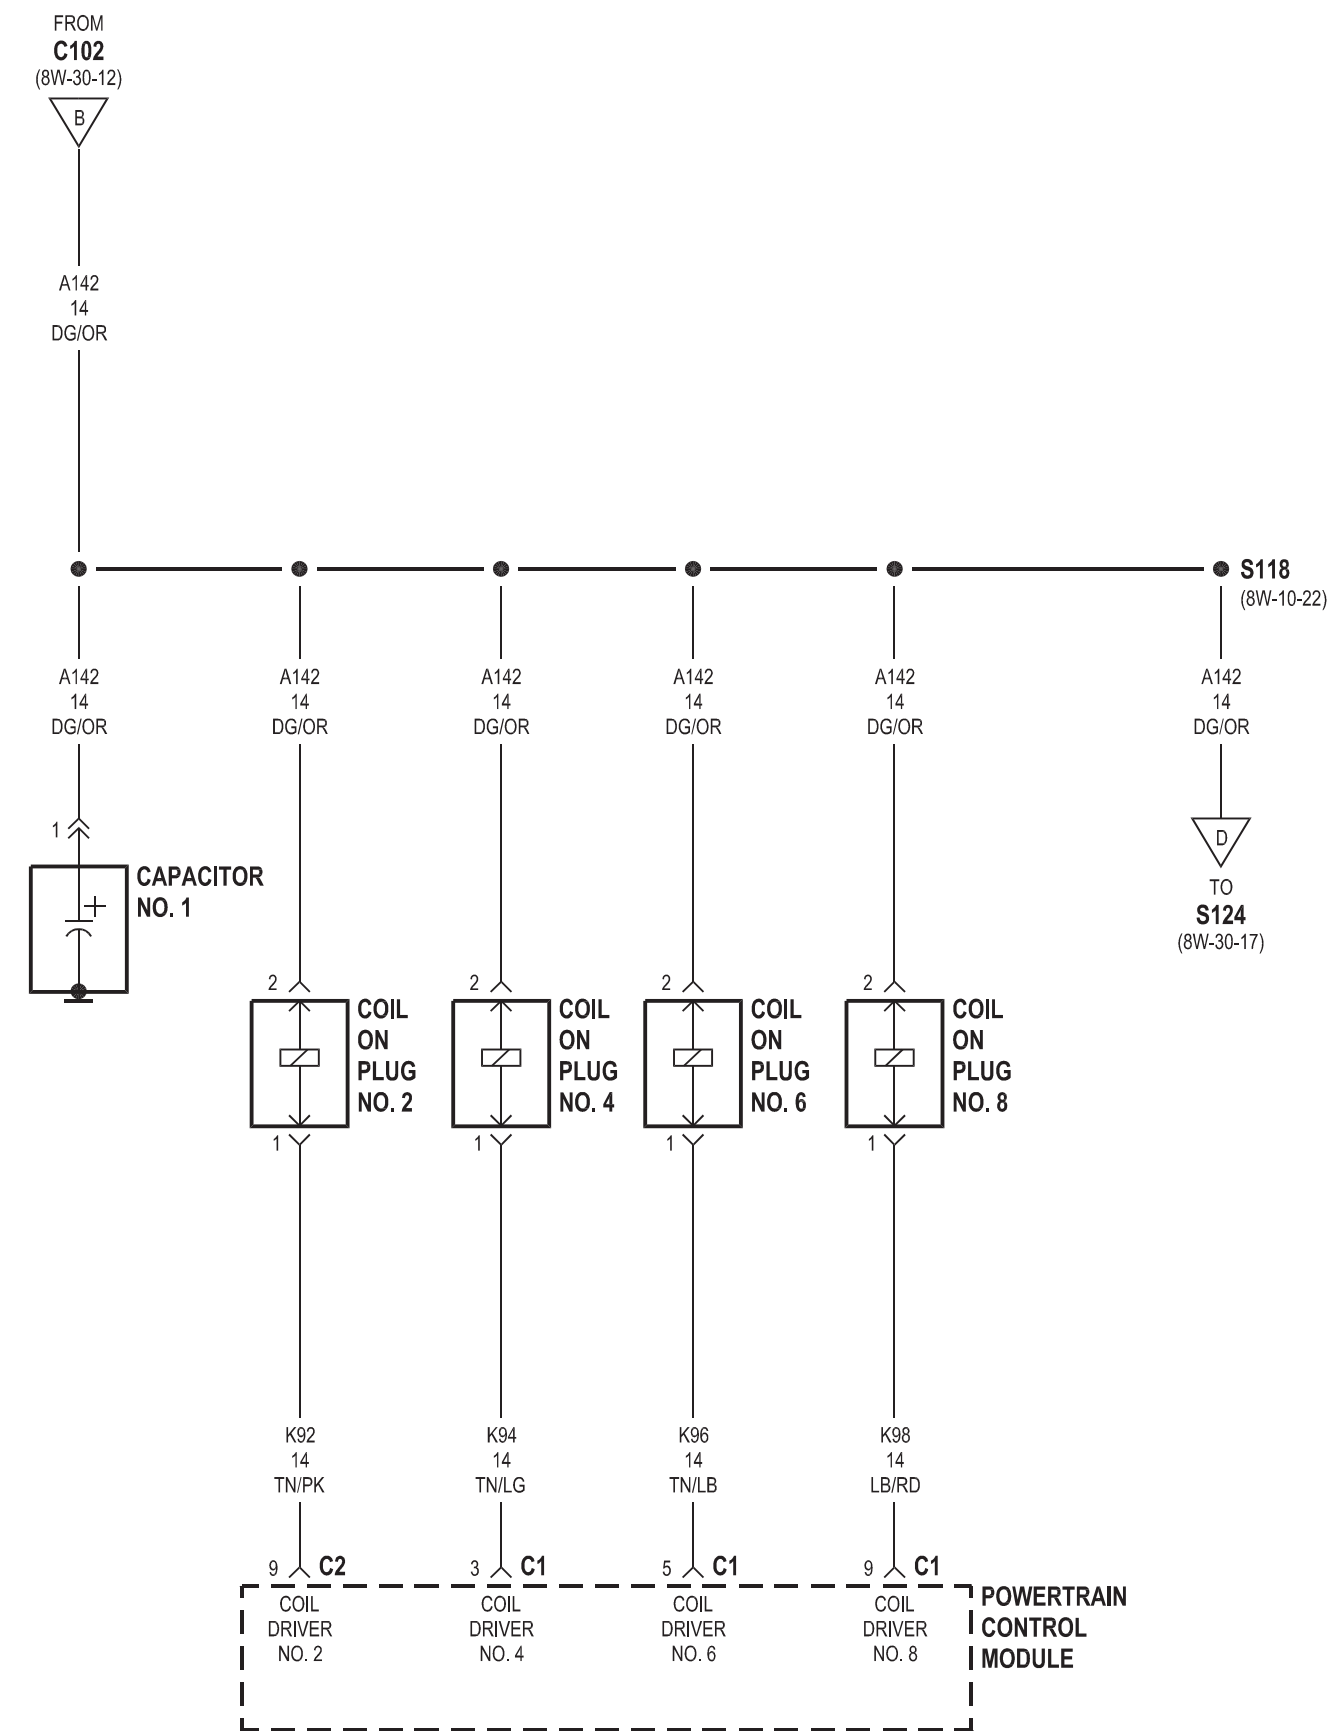 FROM
C102
(8W-30-12)
B
A142
14
DG/OR
S118
(8W-10-22)
A142
14
DG/OR
A142
14
DG/OR
A142
14
DG/OR
A142
14
DG/OR
A142
14
DG/OR
A142
14
DG/OR
1
CAPACITOR
NO. 1
+
D
TO
S124
(8W-30-17)
2
COIL
ON
PLUG
NO. 2
1
2
COIL
ON
PLUG
NO. 4
1
2
COIL
ON
PLUG
NO. 6
1
2
COIL
ON
PLUG
NO. 8
1
K92
14
TN/PK
K94
14
TN/LG
K96
14
TN/LB
K98
14
LB/RD
9 C2
3 C1
5 C1
9 C1
COIL
DRIVER
NO. 2
COIL
DRIVER
NO. 4
COIL
DRIVER
NO. 6
COIL
DRIVER
NO. 8
POWERTRAIN
CONTROL
MODULE